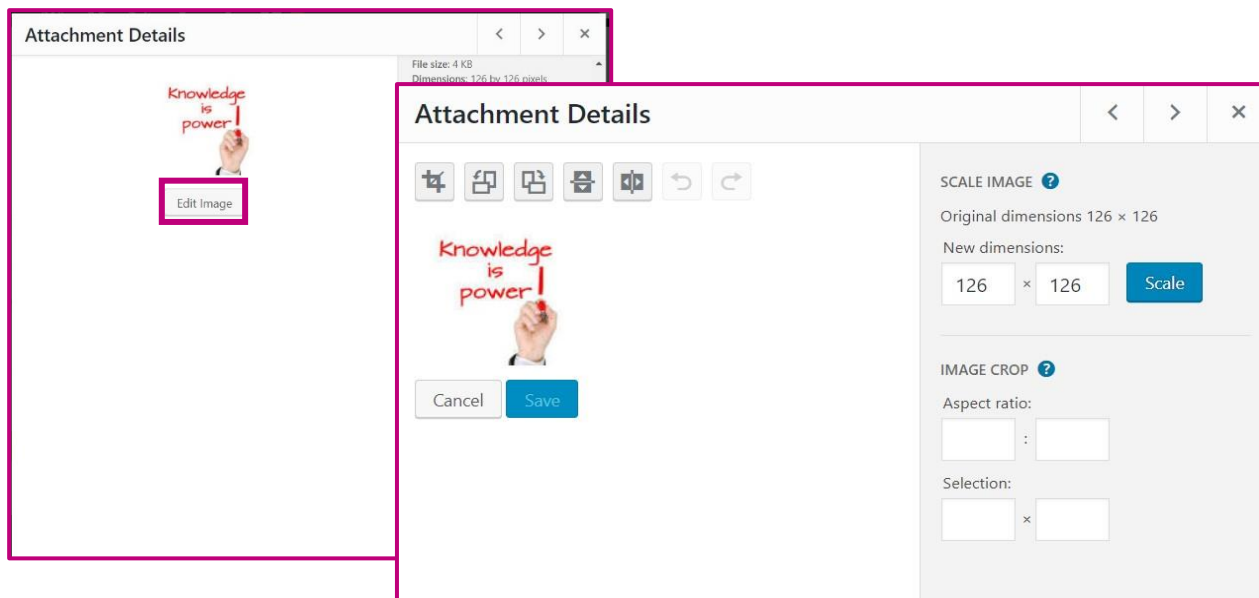 Attachment Details
File size: 4 KB
Dimensions: 126 by 126 pixels
Knowledge
is
power!
Edit Image
Attachment Details
Knowledge
is
power!
Cancel Save
SCALE IMAGE ?
Original dimensions 126 × 126
New dimensions:
126 × 126 Scale
IMAGE CROP ?
Aspect ratio:
:
Selection:
×